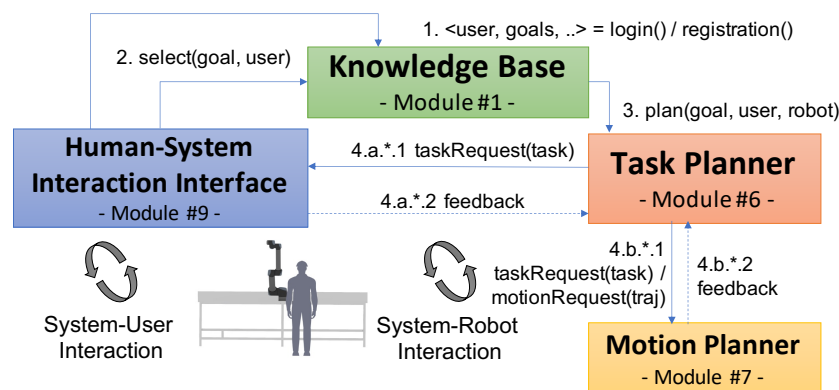 1. <user, goals, ..> = login() / registration()
2. select(goal, user)
Knowledge Base
- Module #1 -
3. plan(goal, user, robot)
Human-System
Interaction Interface
- Module #9 -
4.a.*.1 taskRequest(task)
4.a.*.2 feedback
Task Planner
- Module #6 -
4.b.*.1
taskRequest(task) /
motionRequest(traj)
4.b.*.2
feedback
System-User
Interaction
System-Robot
Interaction
Motion Planner
- Module #7 -